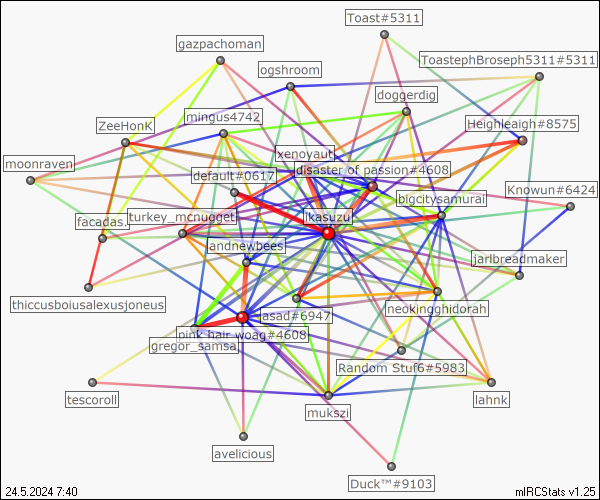 Toast#5311
gazpachoman
ToastephBroseph5311#5311
ogshroom
doggerdig
mingus4742
Heighleaigh#8575
ZeeHonK
xenoyaut
moonraven
disaster of passion#4608
default#0617
bigcitysamurai
Knowun#6424
facadas.
turkey_mcnugget
ikasuzu
andnewbees
jarlbreadmaker
thiccusboiusalexusjoneus
asad#6947
neokingghidorah
pink hair woag#4608
gregor_samsa
Random Stuf6#5983
tescoroll
mukszi
lahnk
avelicious
Duck™#9103
24.5.2024 7:40
mIRCStats v1.25